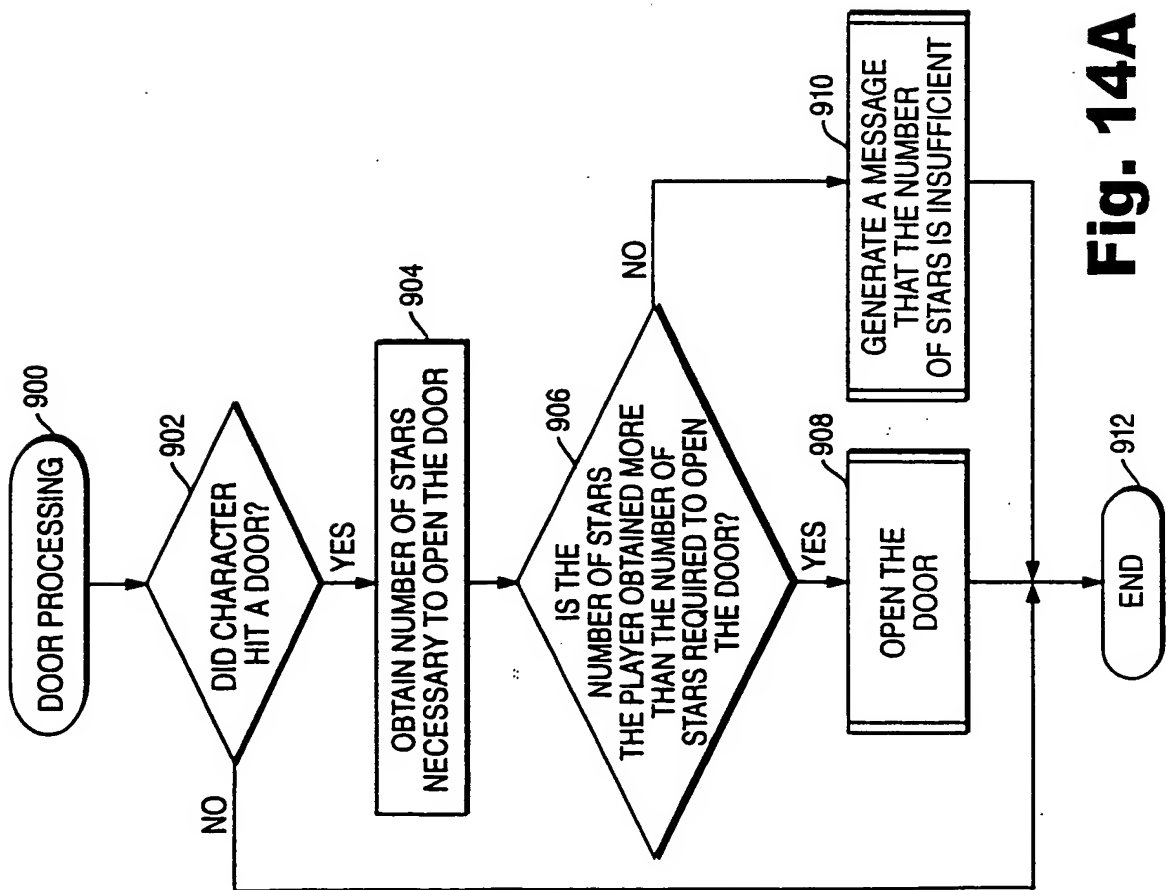 DOOR PROCESSING
900
902
DID CHARACTER
HIT A DOOR?
NO
YES
904
OBTAIN NUMBER OF STARS
NECESSARY TO OPEN THE DOOR
906
IS THE
NUMBER OF STARS
THE PLAYER OBTAINED MORE
THAN THE NUMBER OF
STARS REQUIRED TO OPEN
THE DOOR?
NO
YES
908
OPEN THE
DOOR
910
GENERATE A MESSAGE
THAT THE NUMBER
OF STARS IS INSUFFICIENT
912
END
Fig. 14A